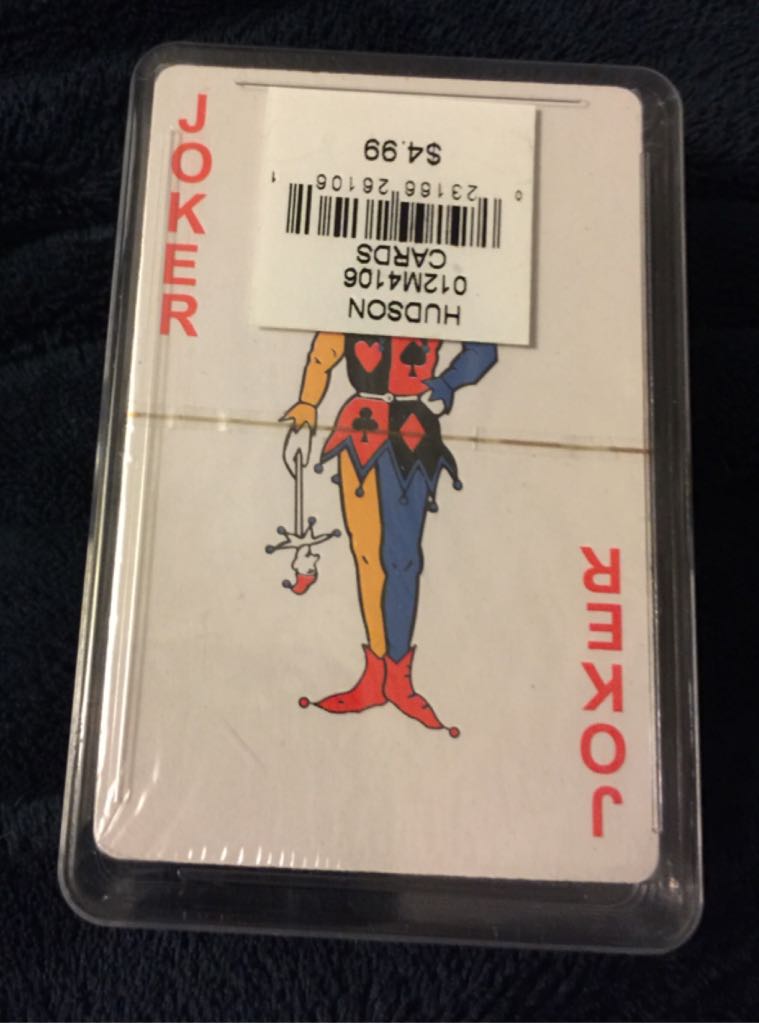 JOKER
HUDSON
012M4106
CARDS
0 23166 26106 1
$4.99
JOKER